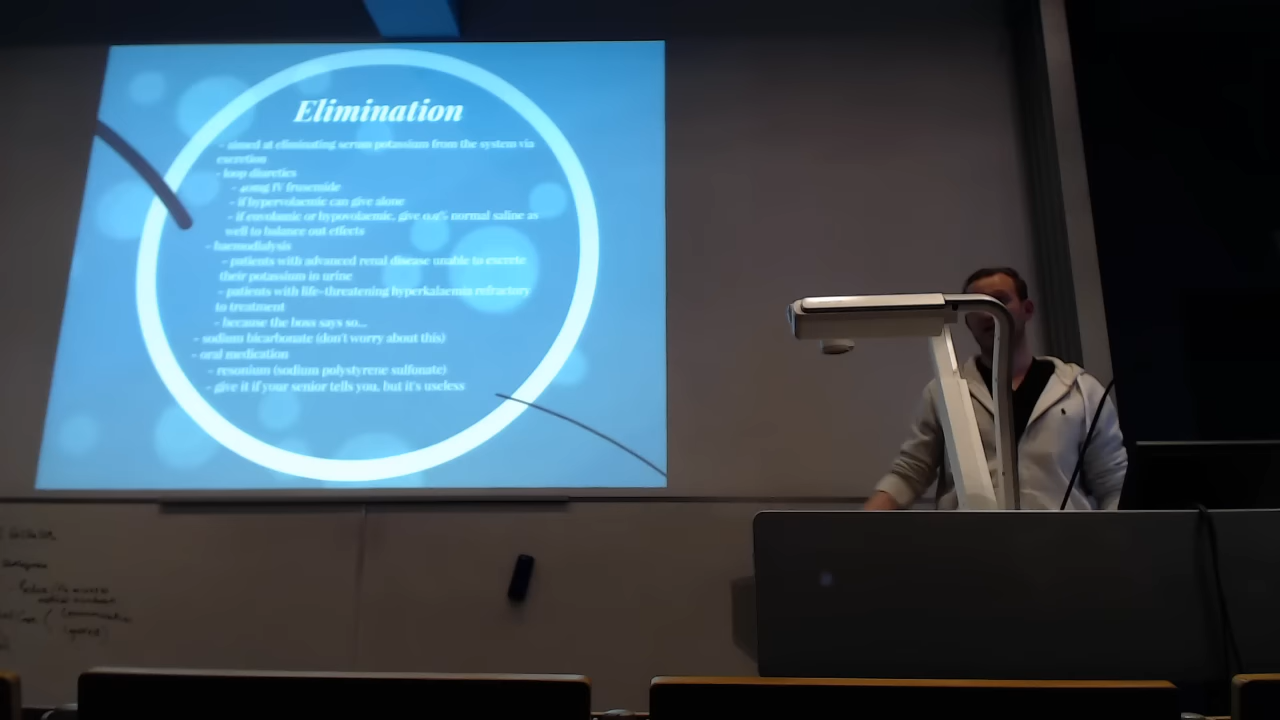 Elimination
- aimed at eliminating serum potassium from the system via
excretion
- loop diuretics
- 40mg IV frusemide
- if hypervolaemic can give alone
- if euvolamic or hypovolaemic, give 0.9% normal saline as
well to balance out effects
- haemodialysis
- patients with advanced renal disease unable to excrete
their potassium in urine
- patients with life-threatening hyperkalaemia refractory
to treatment
- because the boss says so...
- sodium bicarbonate (don't worry about this)
- oral medication
- resonium (sodium polystyrene sulfonate)
- give it if your senior tells you, but it's useless